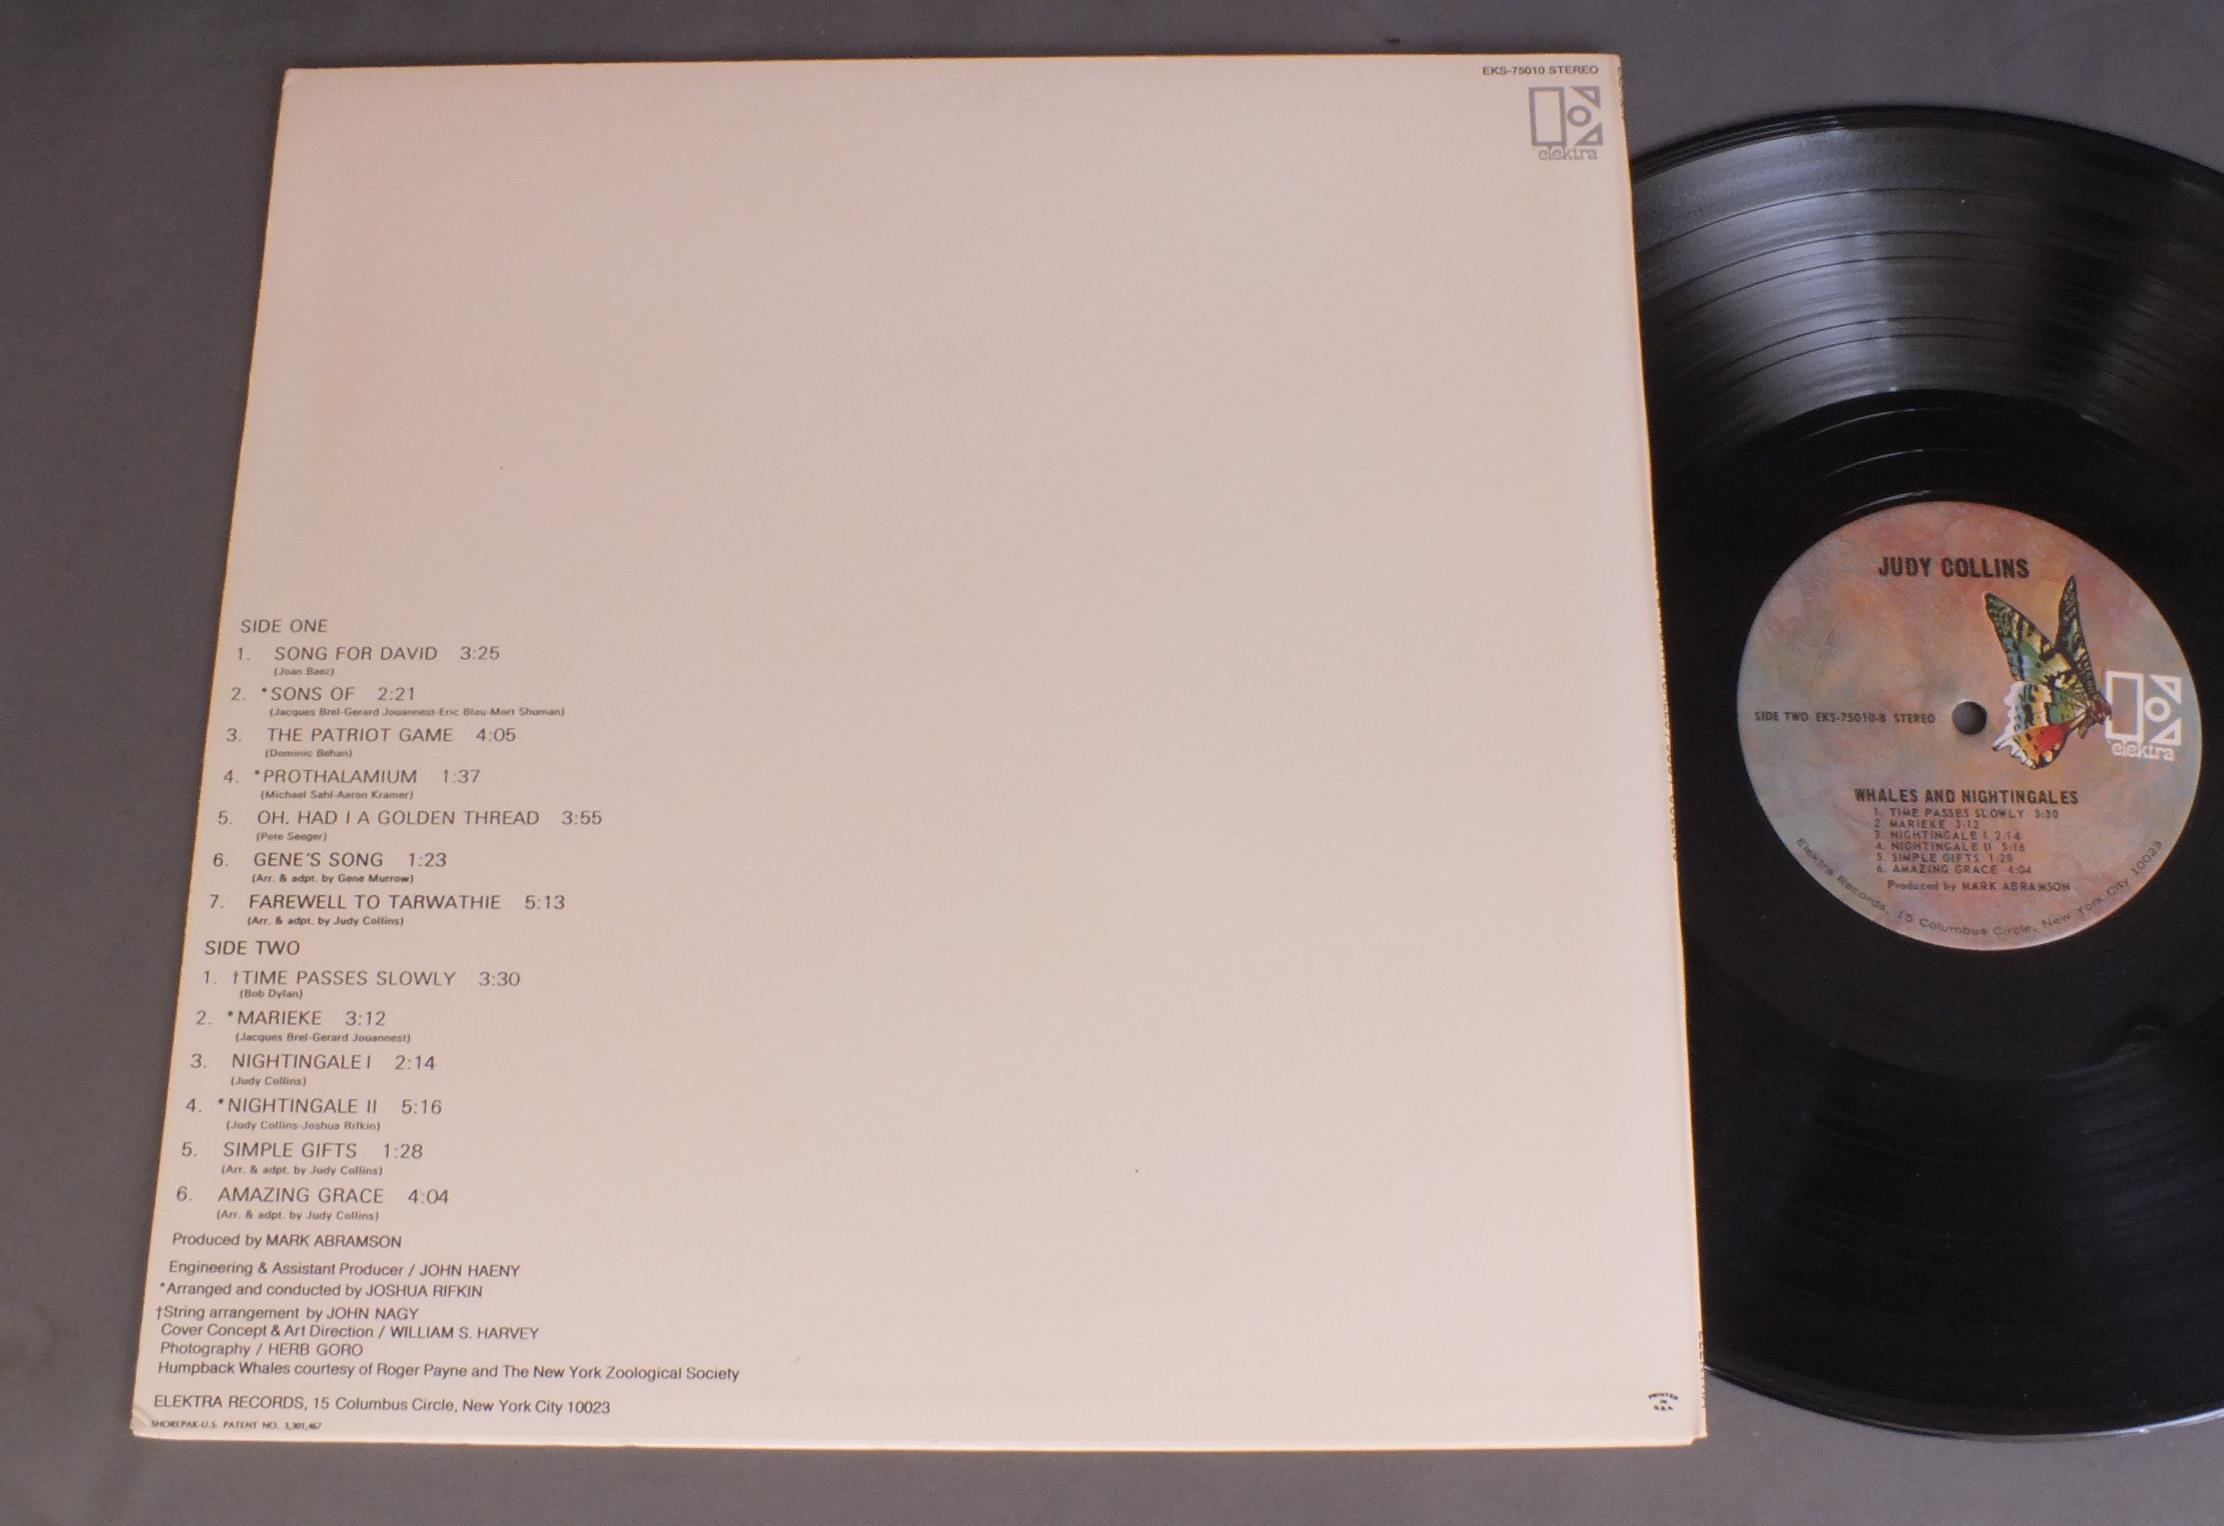 EKS-75010 STEREO
elektra
SIDE ONE
1. SONG FOR DAVID 3:25
(Joan Baez)
2. *SONS OF 2:21
(Jacques Brel-Gerard Jouannest-Eric Blau-Mort Shuman)
3. THE PATRIOT GAME 4:05
(Dominic Behan)
4. *PROTHALAMIUM 1:37
(Michael Sahl-Aaron Kramer)
5. OH, HAD I A GOLDEN THREAD 3:55
(Pete Seeger)
6. GENE'S SONG 1:23
(Arr. & adpt. by Gene Murrow)
7. FAREWELL TO TARWATHIE 5:13
(Arr. & adpt. by Judy Collins)
SIDE TWO
1. †TIME PASSES SLOWLY 3:30
(Bob Dylan)
2. *MARIEKE 3:12
(Jacques Brel-Gerard Jouannest)
3. NIGHTINGALE I 2:14
(Judy Collins)
4. *NIGHTINGALE II 5:16
(Judy Collins-Joshua Rifkin)
5. SIMPLE GIFTS 1:28
(Arr. & adpt. by Judy Collins)
6. AMAZING GRACE 4:04
(Arr. & adpt. by Judy Collins)
Produced by MARK ABRAMSON
Engineering & Assistant Producer / JOHN HAENY
*Arranged and conducted by JOSHUA RIFKIN
†String arrangement by JOHN NAGY
Cover Concept & Art Direction / WILLIAM S. HARVEY
Photography / HERB GORO
Humpback Whales courtesy of Roger Payne and The New York Zoological Society
ELEKTRA RECORDS, 15 Columbus Circle, New York City 10023
SHOREPAK-U.S. PATENT NO. 3,301,467
PRINTED
IN
U.S.A.
JUDY COLLINS
SIDE TWO EKS-75010-B STEREO
elektra
WHALES AND NIGHTINGALES
1. TIME PASSES SLOWLY 3:30
2. MARIEKE 3:12
3. NIGHTINGALE I 2:14
4. NIGHTINGALE II 5:16
5. SIMPLE GIFTS 1:28
6. AMAZING GRACE 4:04
Produced by MARK ABRAMSON
Elektra Records, 15 Columbus Circle, New York City 10023